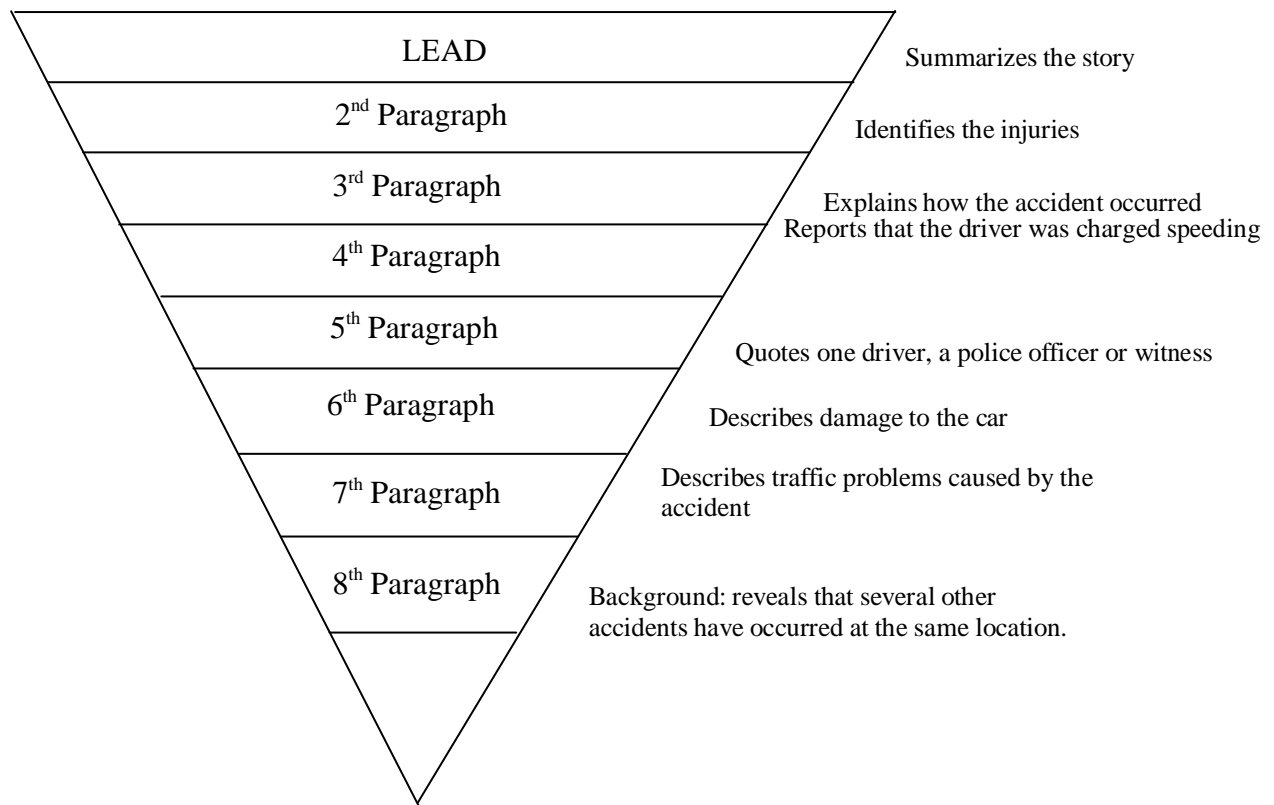 LEAD
Summarizes the story
2nd Paragraph
Identifies the injuries
3rd Paragraph
Explains how the accident occurred
Reports that the driver was charged speeding
4th Paragraph
5th Paragraph
Quotes one driver, a police officer or witness
6th Paragraph
Describes damage to the car
7th Paragraph
Describes traffic problems caused by the
accident
8th Paragraph
Background: reveals that several other
accidents have occurred at the same location.